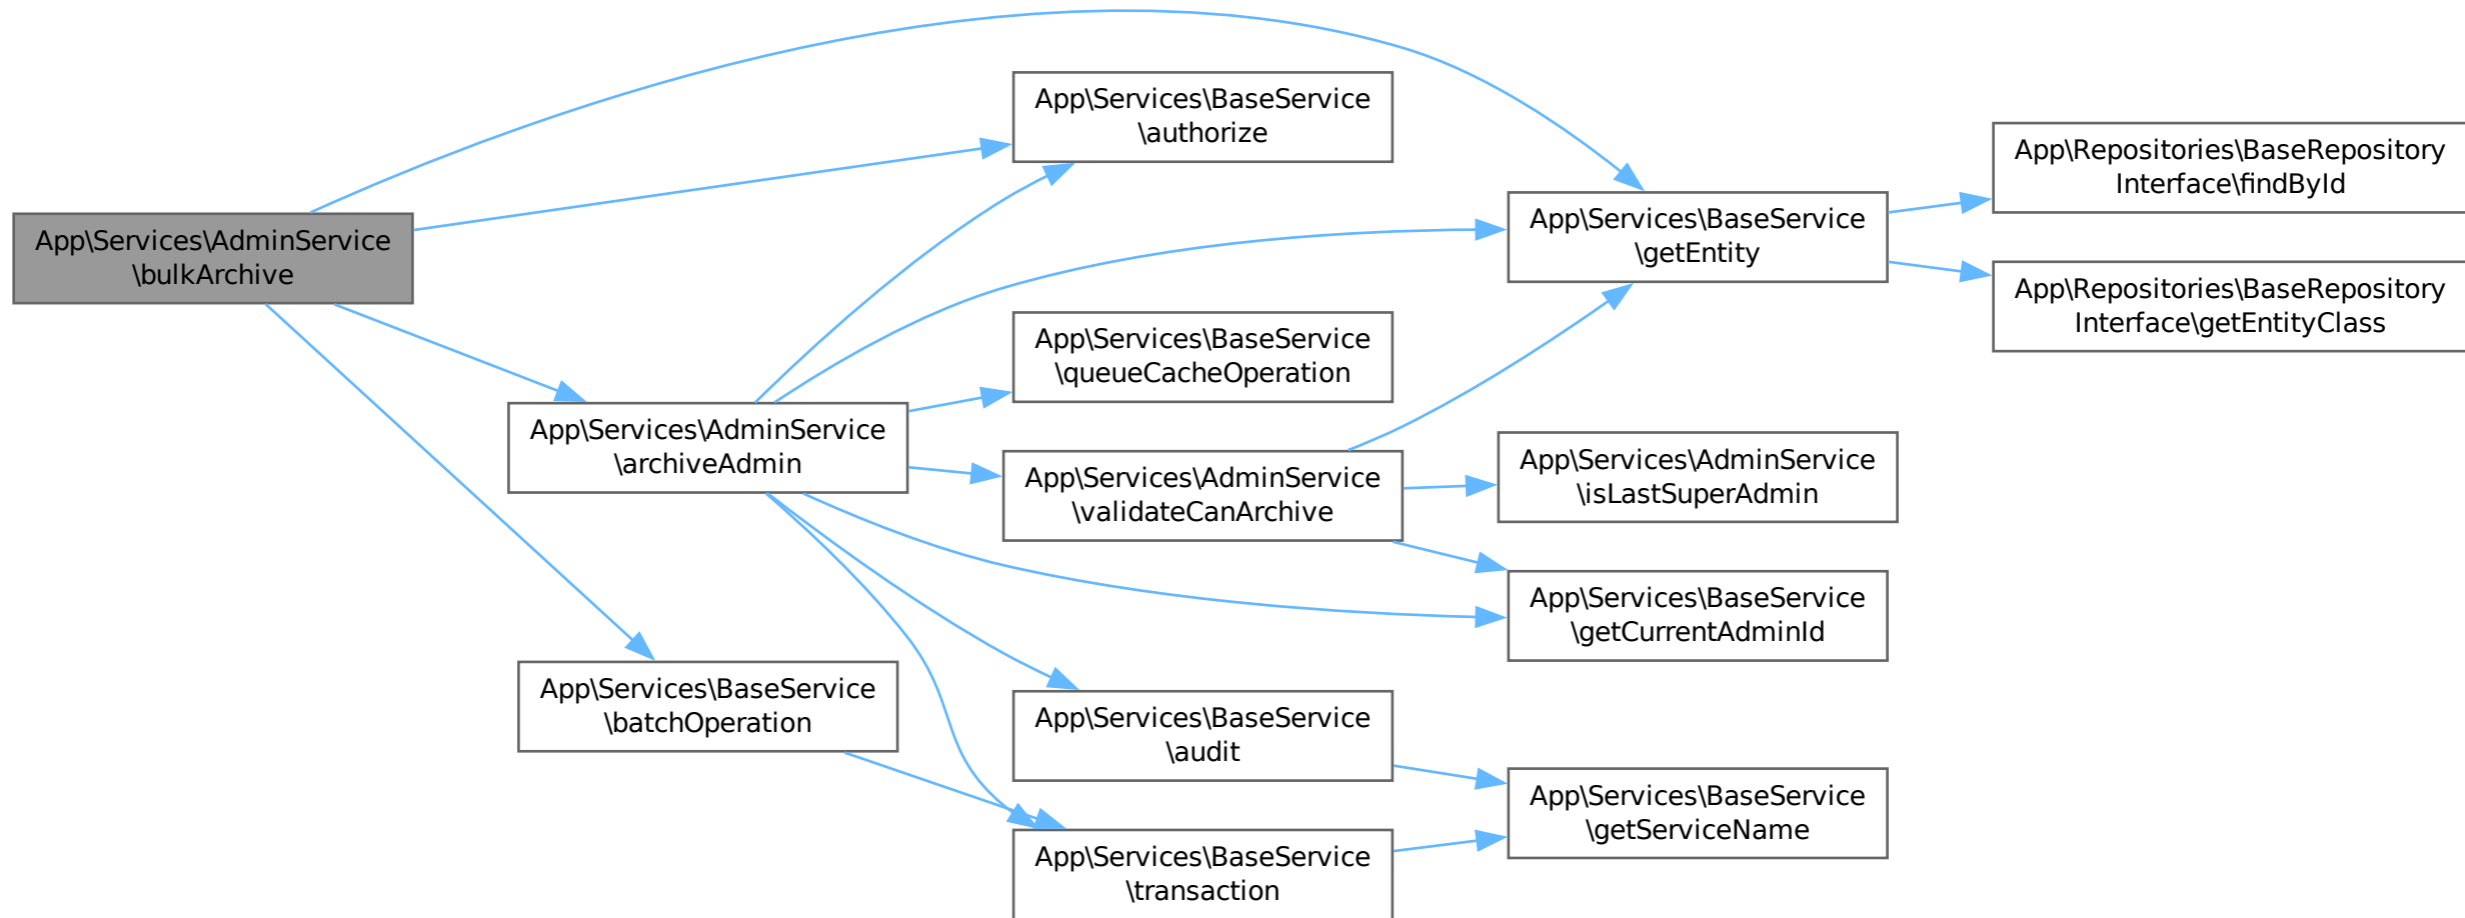 App\Services\AdminService
\bulkArchive
App\Services\AdminService
\archiveAdmin
App\Services\BaseService
\batchOperation
App\Services\BaseService
\authorize
App\Services\BaseService
\queueCacheOperation
App\Services\AdminService
\validateCanArchive
App\Services\BaseService
\audit
App\Services\BaseService
\transaction
App\Services\BaseService
\getEntity
App\Services\AdminService
\isLastSuperAdmin
App\Services\BaseService
\getCurrentAdminId
App\Services\BaseService
\getServiceName
App\Repositories\BaseRepository
Interface\findById
App\Repositories\BaseRepository
Interface\getEntityClass